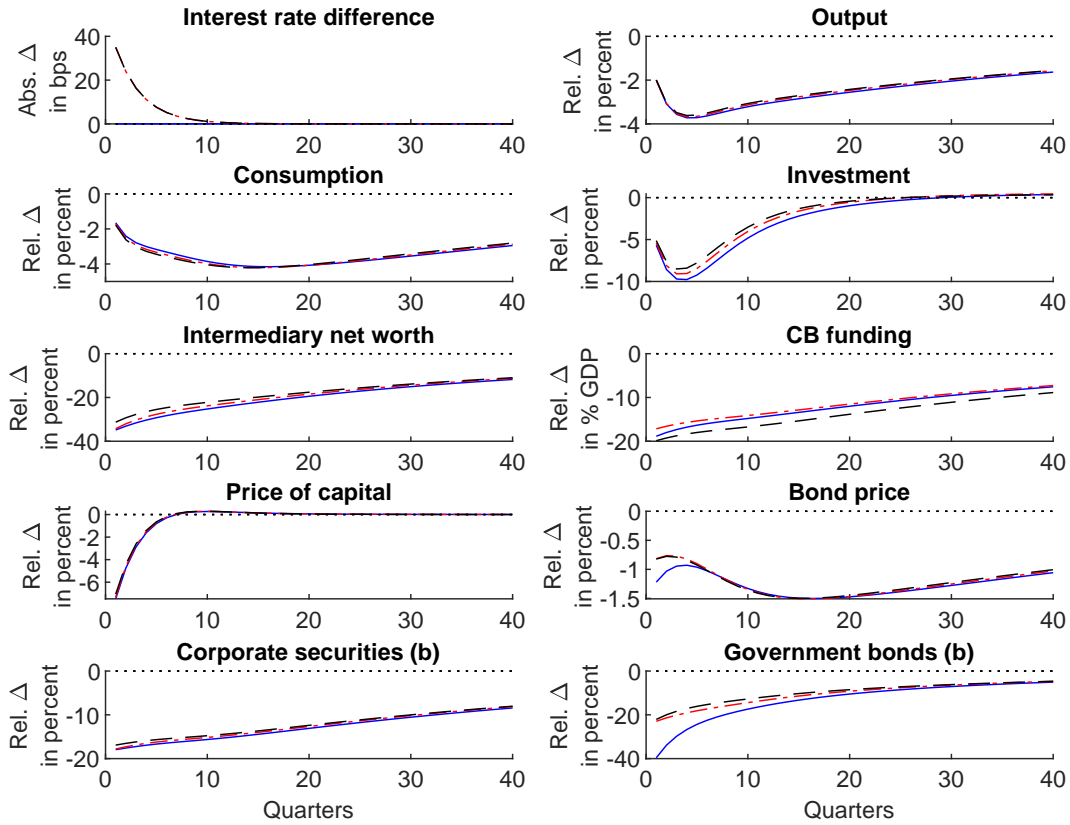 Interest rate difference
Abs. Δ
in bps
40
20
0
0 10 20 30 40
Output
Rel. Δ
in percent
0
-2
-4
0 10 20 30 40
Consumption
Rel. Δ
in percent
0
-2
-4
0 10 20 30 40
Investment
Rel. Δ
in percent
0
-5
-10
0 10 20 30 40
Intermediary net worth
Rel. Δ
in percent
0
-20
-40
0 10 20 30 40
CB funding
Rel. Δ
in % GDP
0
-10
-20
0 10 20 30 40
Price of capital
Rel. Δ
in percent
0
-2
-4
-6
0 10 20 30 40
Bond price
Rel. Δ
in percent
0
-0.5
-1
-1.5
0 10 20 30 40
Corporate securities (b)
Rel. Δ
in percent
0
-10
-20
0 10 20 30 40
Quarters
Government bonds (b)
Rel. Δ
in percent
0
-20
-40
0 10 20 30 40
Quarters